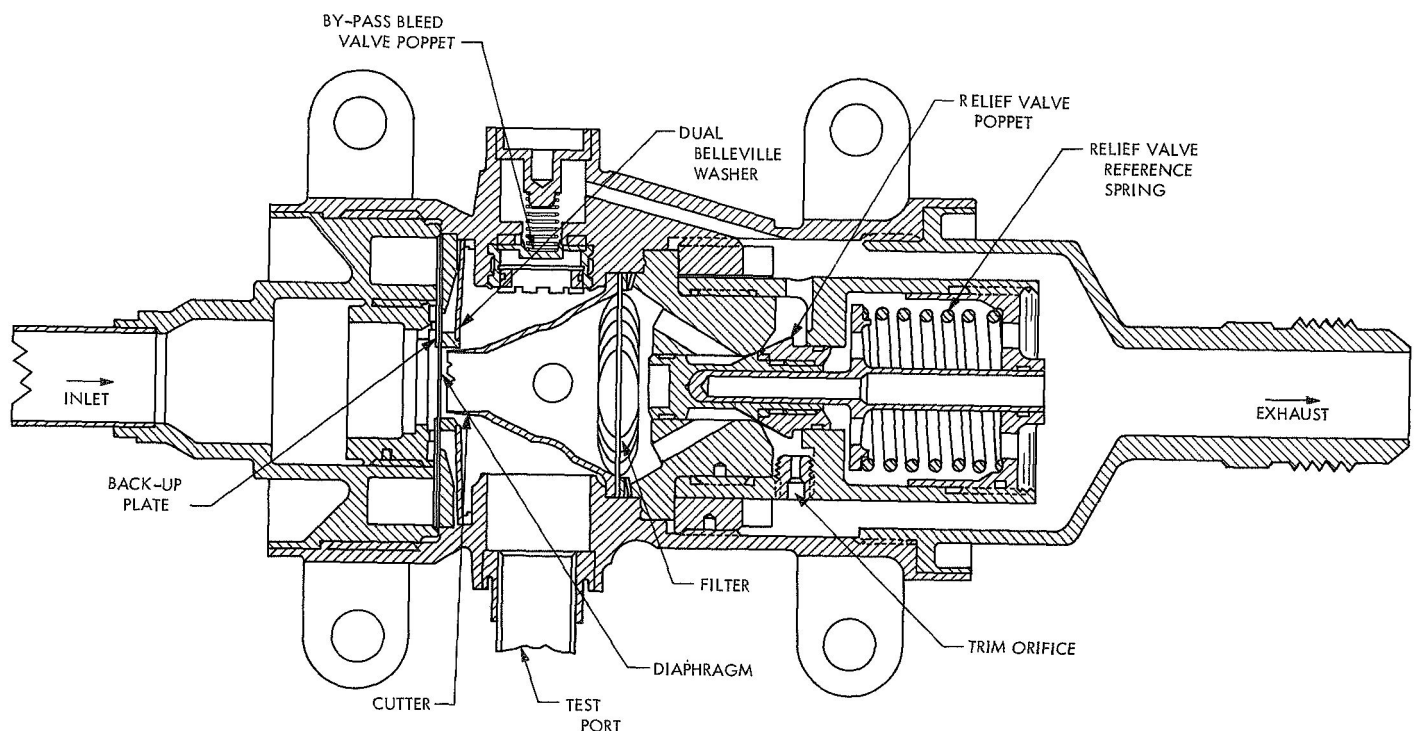 BY-PASS BLEED
VALVE POPPET
DUAL
BELLEVILLE
WASHER
RELIEF VALVE
POPPET
RELIEF VALVE
REFERENCE
SPRING
INLET
EXHAUST
BACK-UP
PLATE
FILTER
TRIM ORIFICE
DIAPHRAGM
CUTTER
TEST
PORT